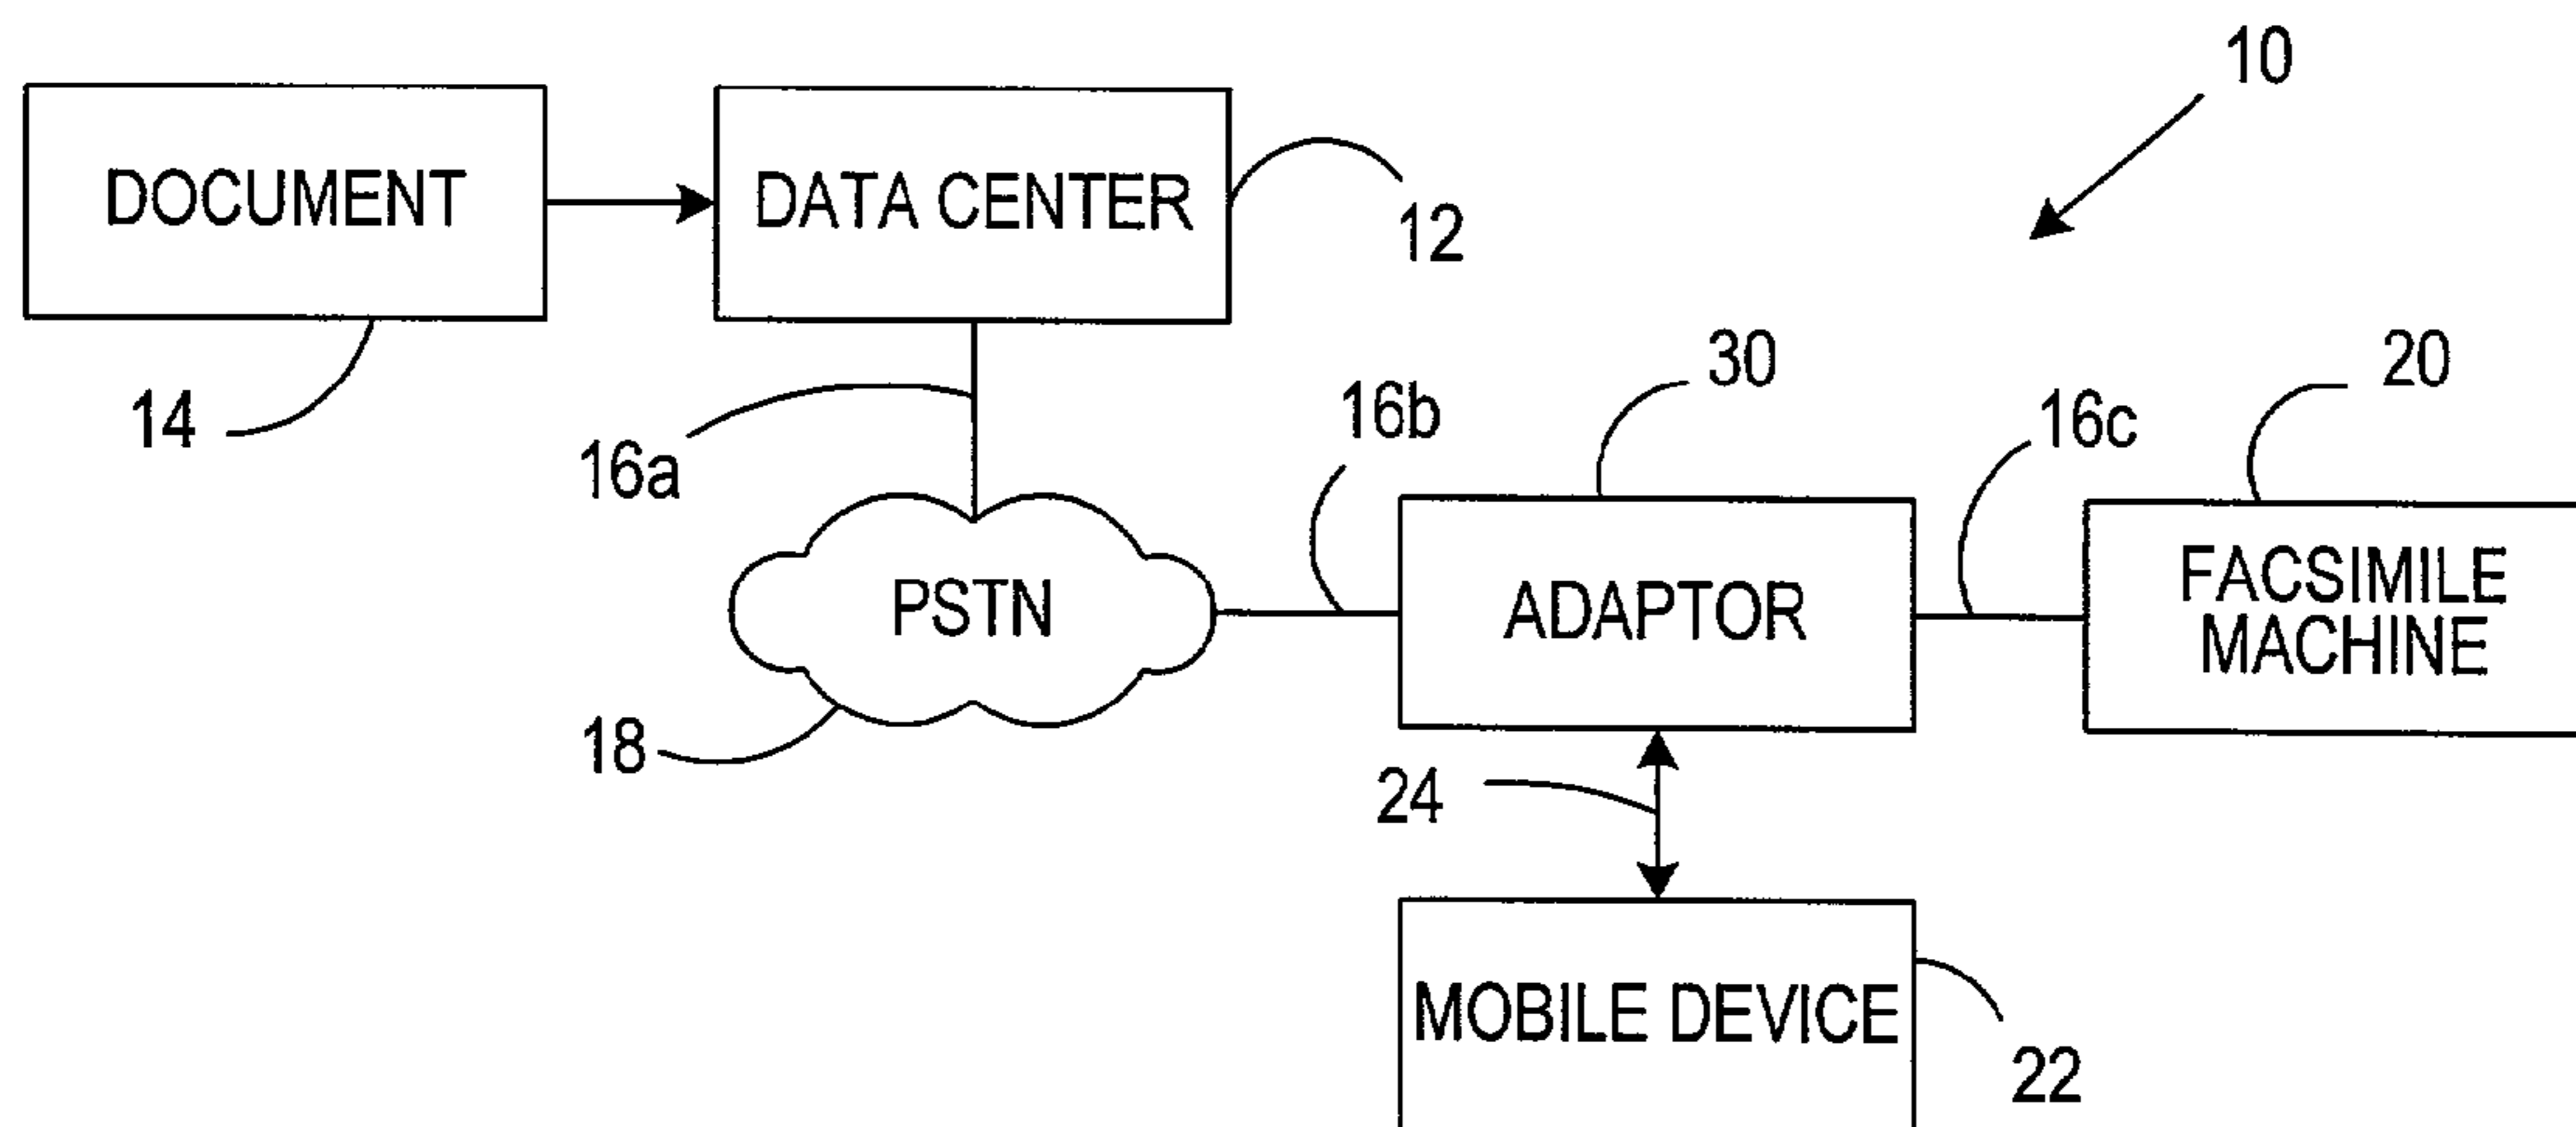 10
DOCUMENT
DATA CENTER
12
14
16a
16b
30
16c
20
PSTN
ADAPTOR
FACSIMILE
MACHINE
18
24
MOBILE DEVICE
22